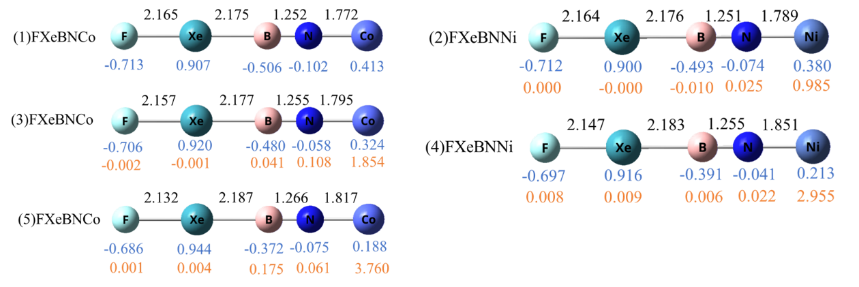 2.165 2.175 1.252 1.772
(1)FXeBNCo F Xe B N Co
-0.713 0.907 -0.506 -0.102 0.413
2.157 2.177 1.255 1.795
(3)FXeBNCo F Xe B N Co
-0.706 0.920 -0.480 -0.058 0.324
-0.002 -0.001 0.041 0.108 1.854
2.132 2.187 1.266 1.817
(5)FXeBNCo F Xe B N Co
-0.686 0.944 -0.372 -0.075 0.188
0.001 0.004 0.175 0.061 3.760
2.164 2.176 1.251 1.789
(2)FXeBNNi F Xe B N Ni
-0.712 0.900 -0.493 -0.074 0.380
0.000 -0.000 -0.010 0.025 0.985
2.147 2.183 1.255 1.851
(4)FXeBNNi F Xe B N Ni
-0.697 0.916 -0.391 -0.041 0.213
0.008 0.009 0.006 0.022 2.955